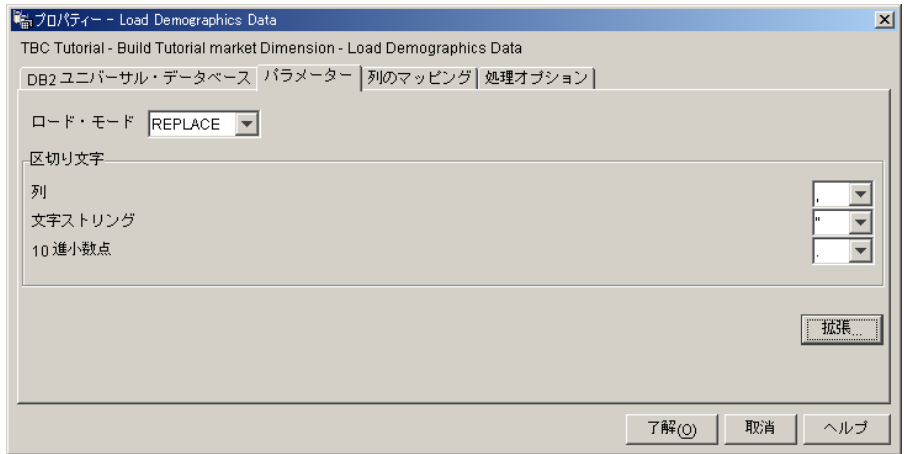 プロパティー - Load Demographics Data
TBC Tutorial - Build Tutorial market Dimension - Load Demographics Data
DB2 ユニバーサル・データベース パラメーター 列のマッピング 処理オプション
ロード・モード REPLACE
区切り文字
列 ,
文字ストリング "
10 進小数点 .
拡張...
了解(O) 取消 ヘルプ